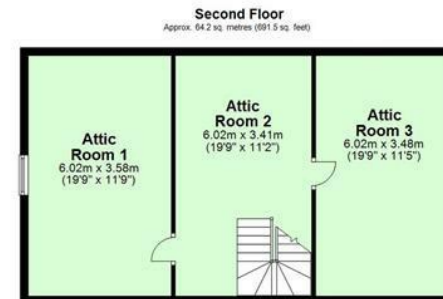 Second Floor
Approx. 64.2 sq. metres (691.5 sq. feet)
Attic
Room 1
6.02m x 3.58m
(19'9" x 11'9")
Attic
Room 2
6.02m x 3.41m
(19'9" x 11'2")
Attic
Room 3
6.02m x 3.48m
(19'9" x 11'5")